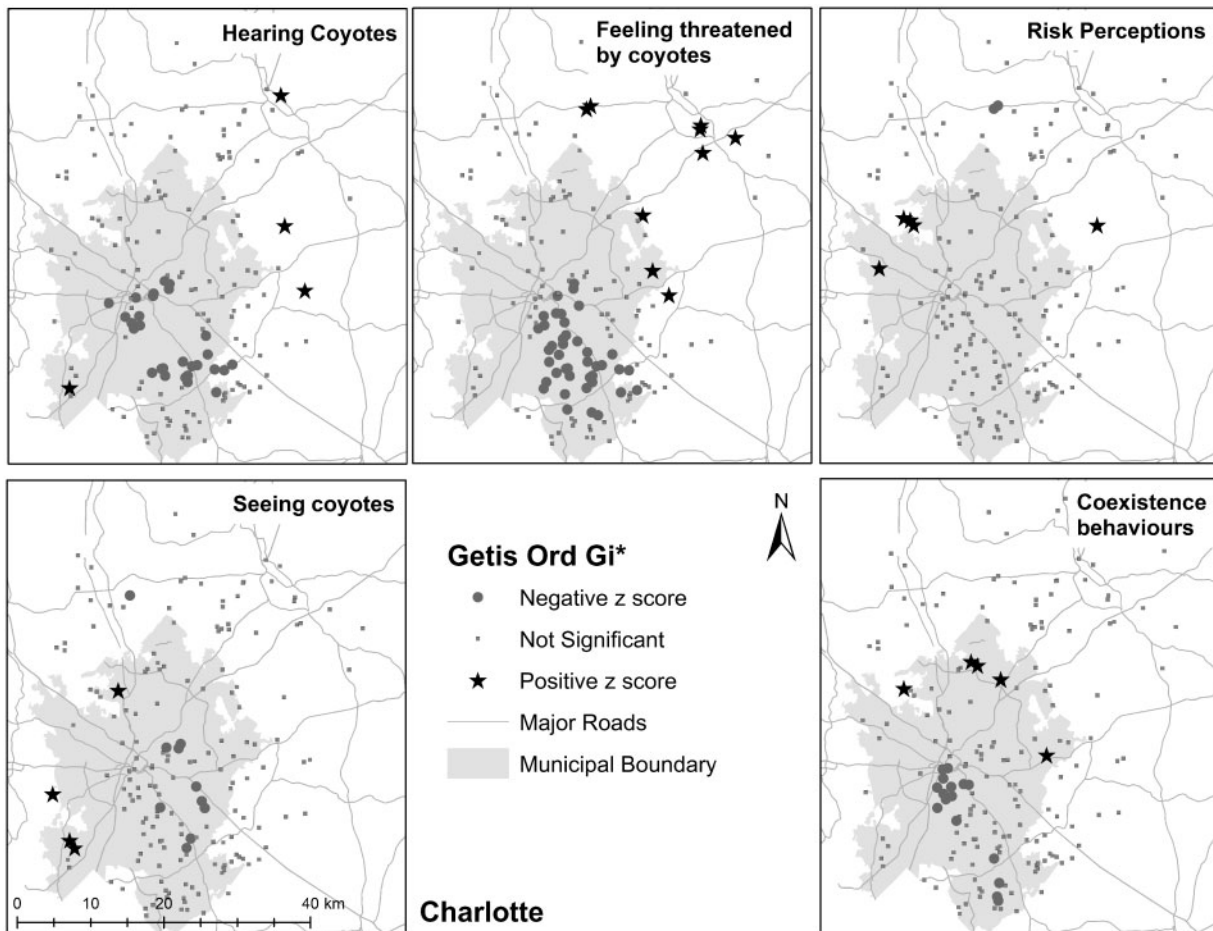 Hearing Coyotes
Feeling threatened
by coyotes
Risk Perceptions
Seeing coyotes
0 10 20 40 km
Getis Ord Gi*
Negative z score
Not Significant
Positive z score
Major Roads
Municipal Boundary
N
Charlotte
Coexistence
behaviours